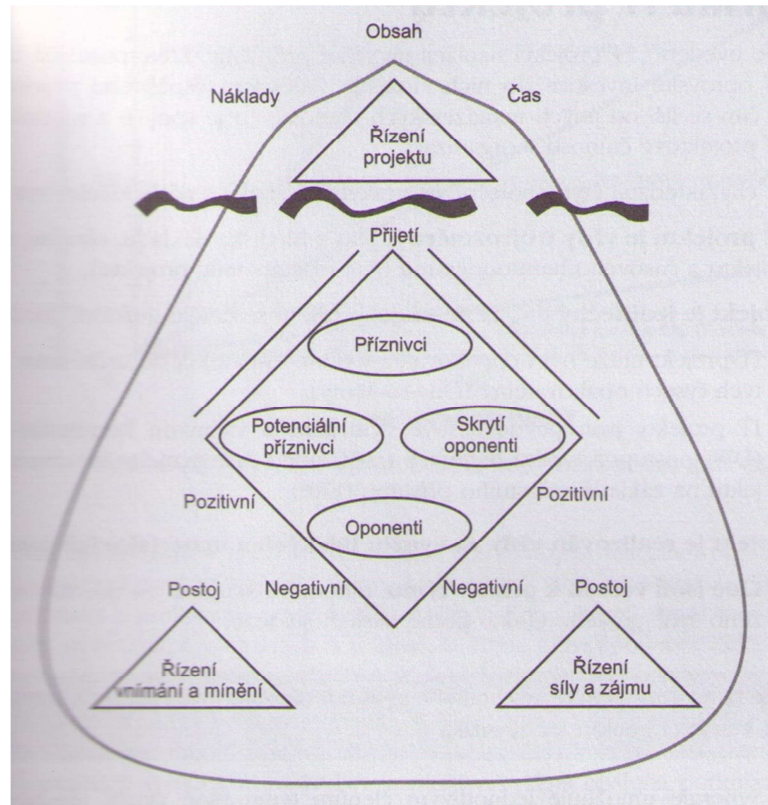 Obsah
Náklady
Čas
Řízení
projektu
Přijetí
Příznivci
Potenciální
příznivci
Skrytí
oponenti
Pozitivní
Pozitivní
Oponenti
Negativní
Negativní
Postoj
Postoj
Řízení
vnímání a mínění
Řízení
síly a zájmu